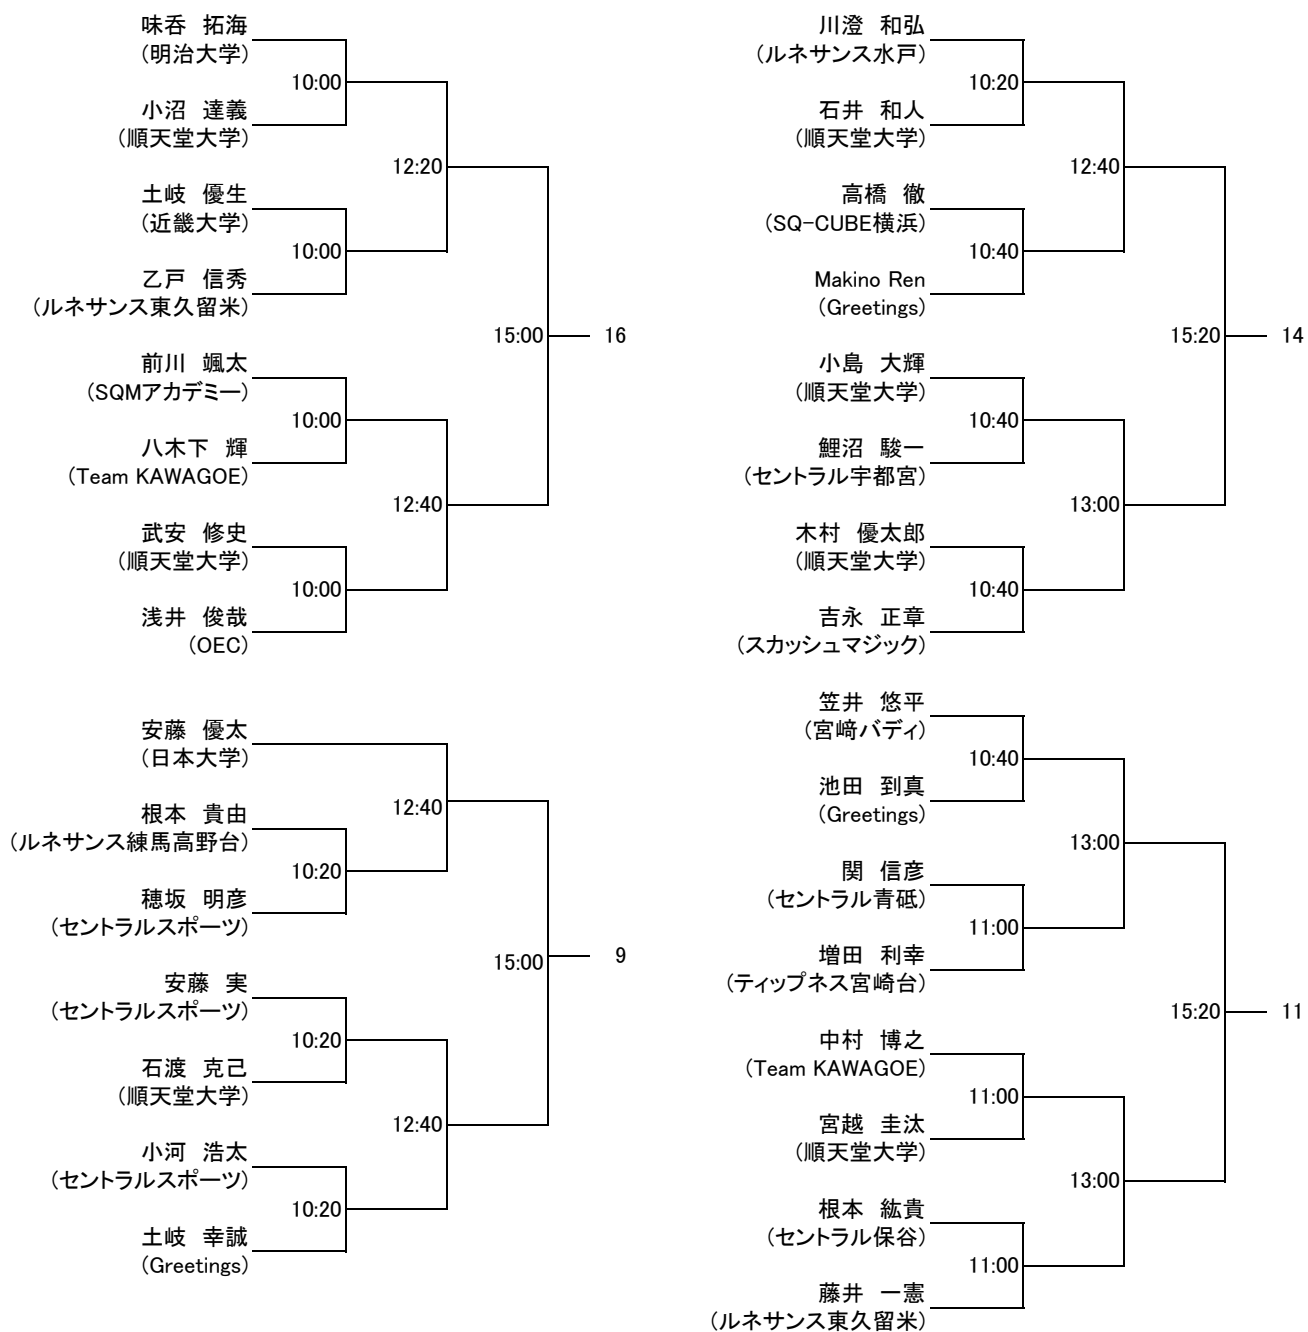 味呑 拓海
(明治大学)
10:00
小沼 達義
(順天堂大学)
12:20
土岐 優生
(近畿大学)
10:00
乙戸 信秀
(ルネサンス東久留米)
15:00
16
前川 颯太
(SQMアカデミー)
10:00
八木下 輝
(Team KAWAGOE)
12:40
武安 修史
(順天堂大学)
10:00
浅井 俊哉
(OEC)
川澄 和弘
(ルネサンス水戸)
10:20
石井 和人
(順天堂大学)
12:40
高橋 徹
(SQ-CUBE横浜)
10:40
Makino Ren
(Greetings)
15:20
14
小島 大輝
(順天堂大学)
10:40
鯉沼 駿一
(セントラル宇都宮)
13:00
木村 優太郎
(順天堂大学)
10:40
吉永 正章
(スカッシュマジック)
安藤 優太
(日本大学)
12:40
根本 貴由
(ルネサンス練馬高野台)
10:20
穂坂 明彦
(セントラルスポーツ)
15:00
9
安藤 実
(セントラルスポーツ)
10:20
石渡 克己
(順天堂大学)
12:40
小河 浩太
(セントラルスポーツ)
10:20
土岐 幸誠
(Greetings)
笠井 悠平
(宮﨑バディ)
10:40
池田 到真
(Greetings)
13:00
関 信彦
(セントラル青砥)
11:00
増田 利幸
(ティップネス宮崎台)
15:20
11
中村 博之
(Team KAWAGOE)
11:00
宮越 圭汰
(順天堂大学)
13:00
根本 紘貴
(セントラル保谷)
11:00
藤井 一憲
(ルネサンス東久留米)